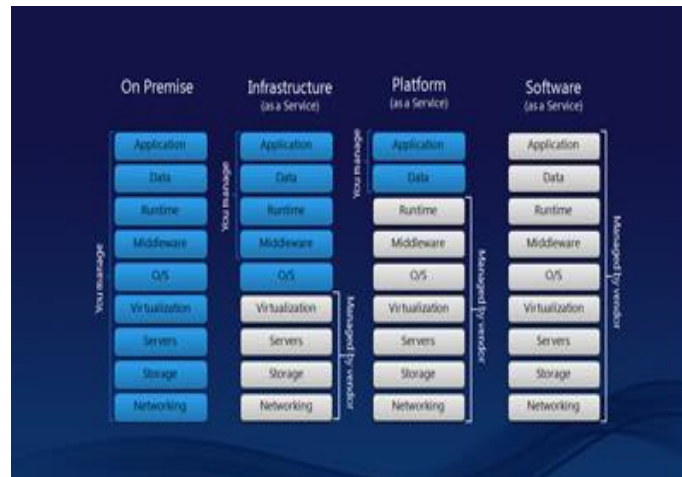 On Premise
Application
Data
Runtime
Middleware
O/S
Virtualization
Servers
Storage
Networking
You manage
Infrastructure
(as a Service)
Application
Data
Runtime
Middleware
O/S
Virtualization
Servers
Storage
Networking
You manage
Managed by vendor
Platform
(as a Service)
Application
Data
Runtime
Middleware
O/S
Virtualization
Servers
Storage
Networking
You manage
Managed by vendor
Software
(as a Service)
Application
Data
Runtime
Middleware
O/S
Virtualization
Servers
Storage
Networking
Managed by vendor